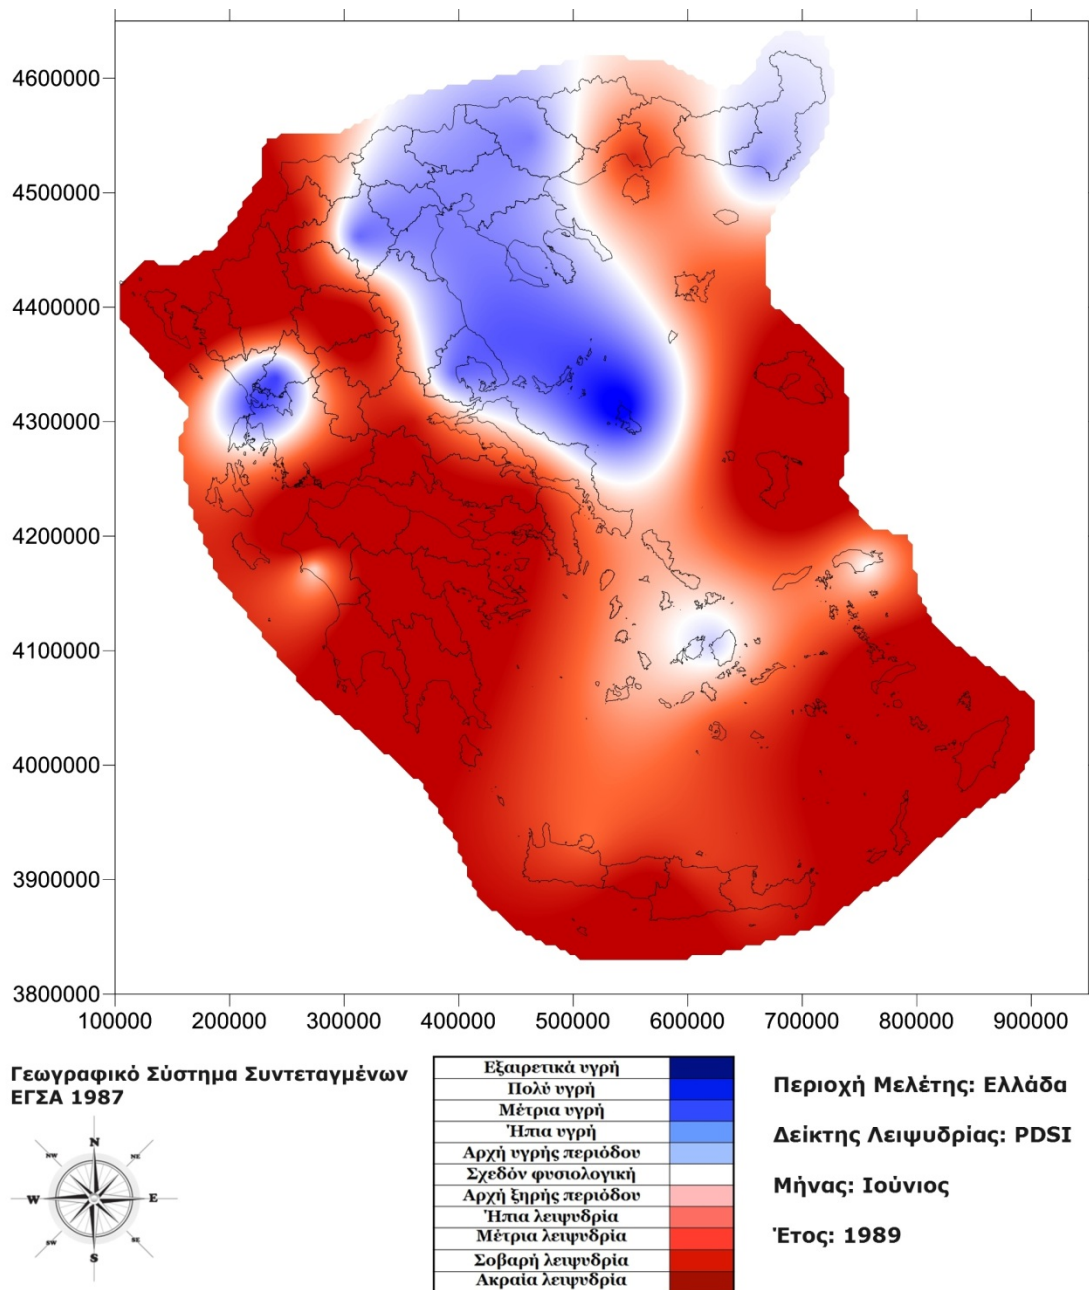 4600000
4500000
4400000
4300000
4200000
4100000
4000000
3900000
3800000
100000 200000 300000 400000 500000 600000 700000 800000 900000
Γεωγραφικό Σύστημα Συντεταγμένων
ΕΓΣΑ 1987
N
NE
E
SE
S
SW
W
NW
Εξαιρετικά υγρή
Πολύ υγρή
Μέτρια υγρή
Ήπια υγρή
Αρχή υγρής περιόδου
Σχεδόν φυσιολογική
Αρχή ξηρής περιόδου
Ήπια λειψυδρία
Μέτρια λειψυδρία
Σοβαρή λειψυδρία
Ακραία λειψυδρία
Περιοχή Μελέτης: Ελλάδα
Δείκτης Λειψυδρίας: PDSI
Μήνας: Ιούνιος
Έτος: 1989